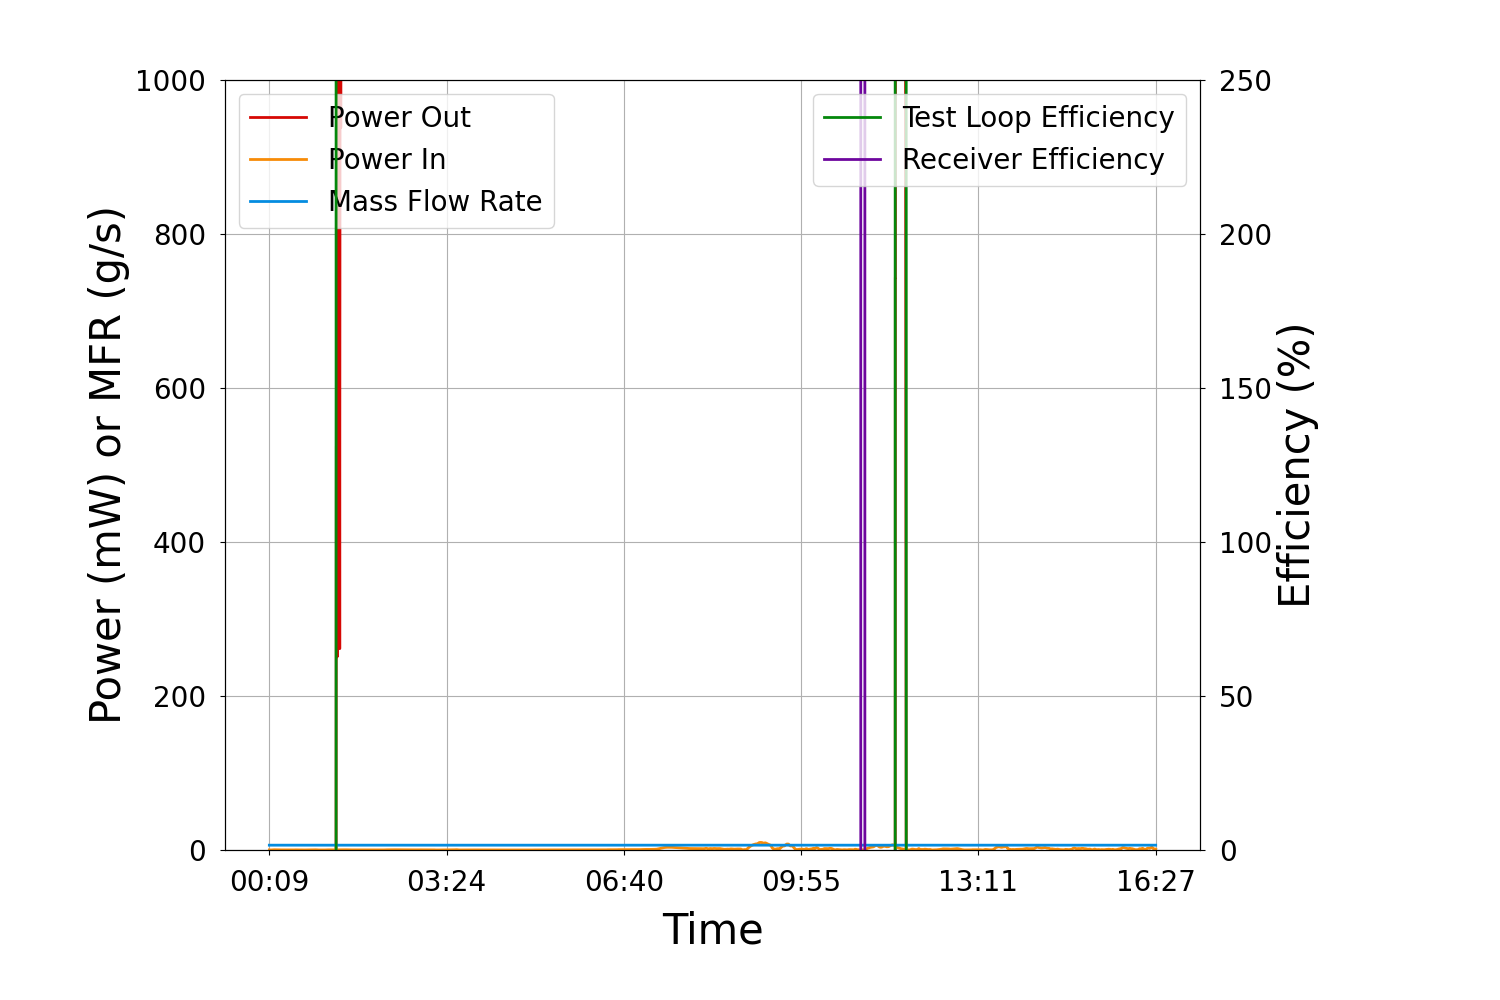 1000
800
600
400
200
0
Power (mW) or MFR (g/s)
Power Out
Power In
Mass Flow Rate
Test Loop Efficiency
Receiver Efficiency
250
200
150
100
50
0
Efficiency (%)
00:09 03:24 06:40 09:55 13:11 16:27
Time